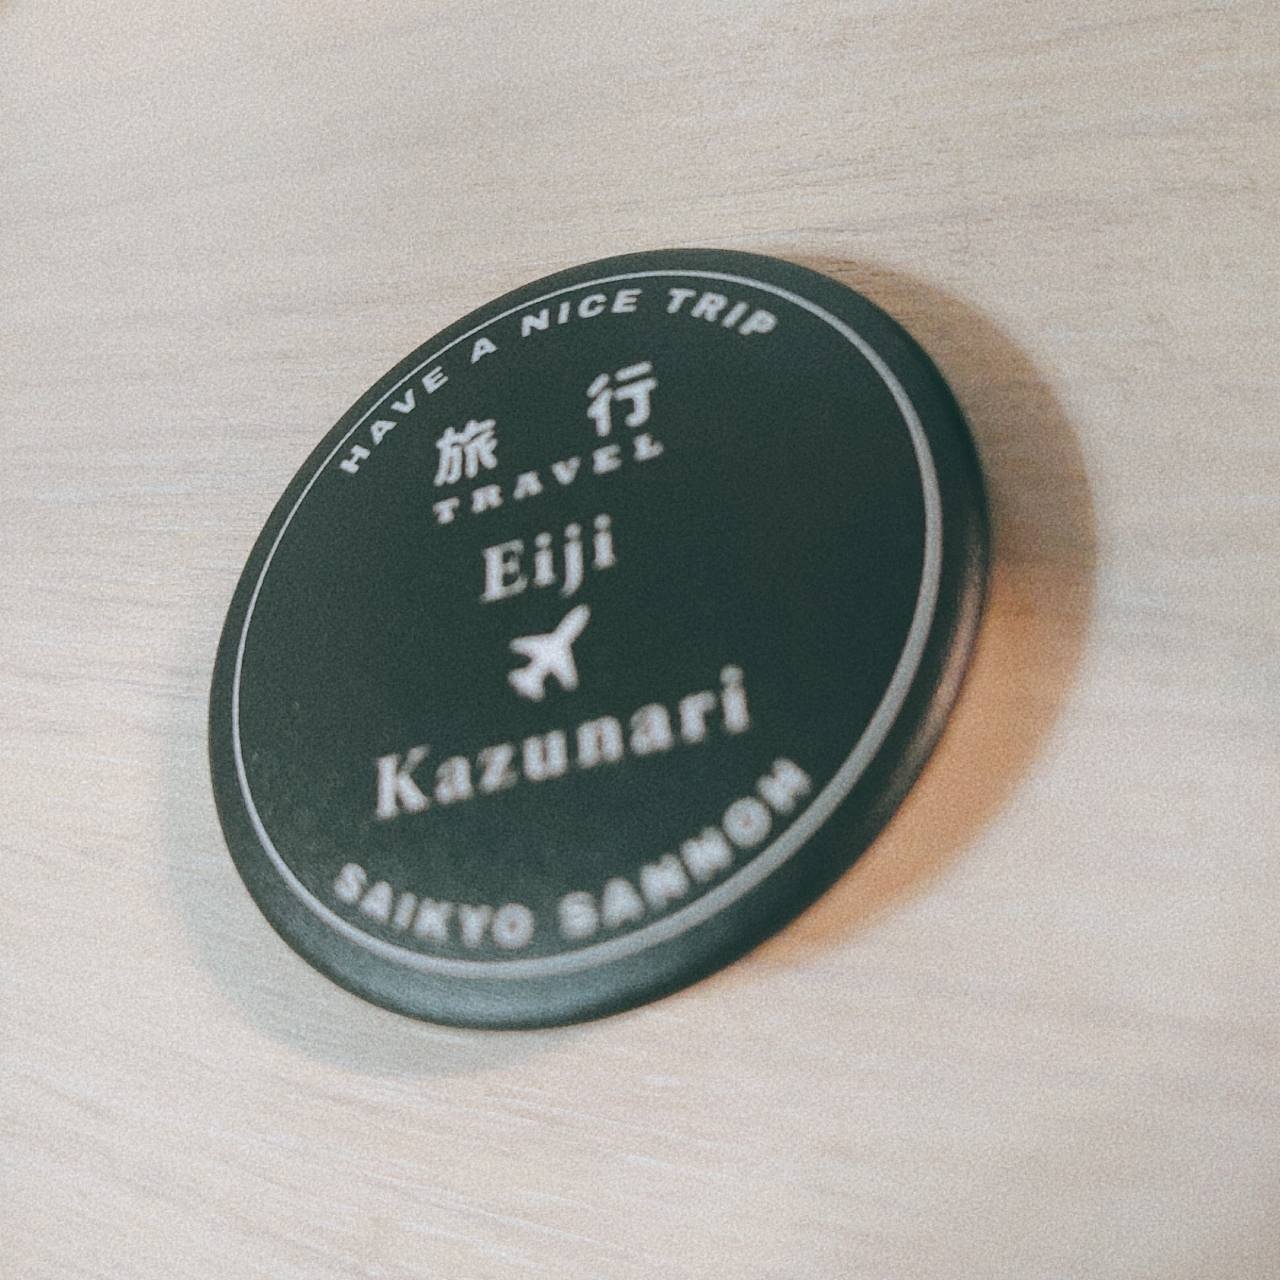 HAVE A NICE TRIP
旅 行
TRAVEL
Eiji
Kazunari
SAIKYO SANNOH